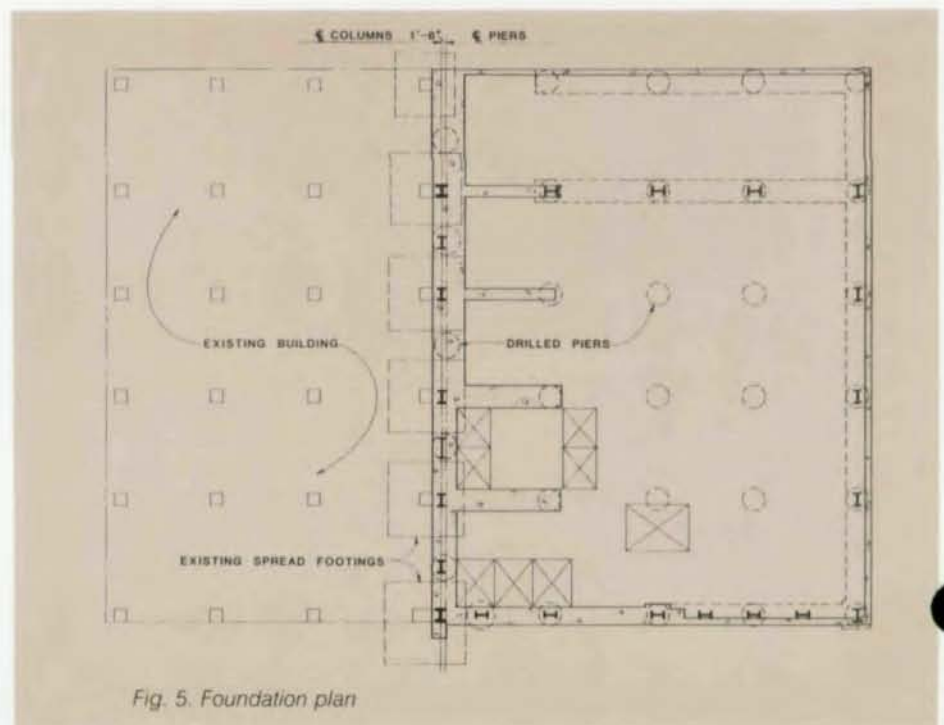 ℄ COLUMNS 1'-6" ℄ PIERS
EXISTING BUILDING
DRILLED PIERS
EXISTING SPREAD FOOTINGS
Fig. 5. Foundation plan